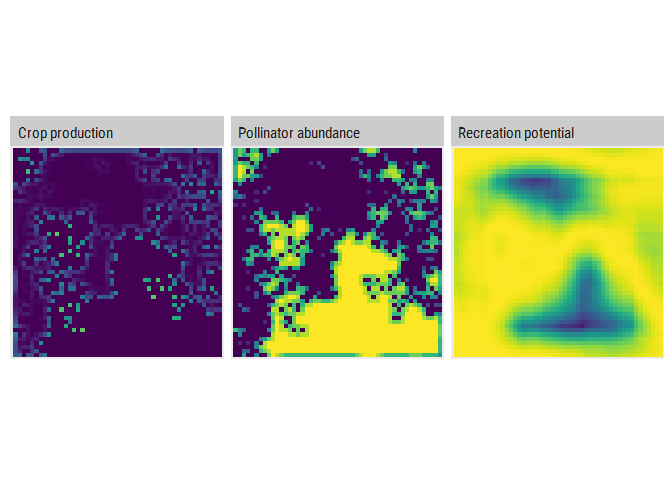 Crop production
Pollinator abundance
Recreation potential